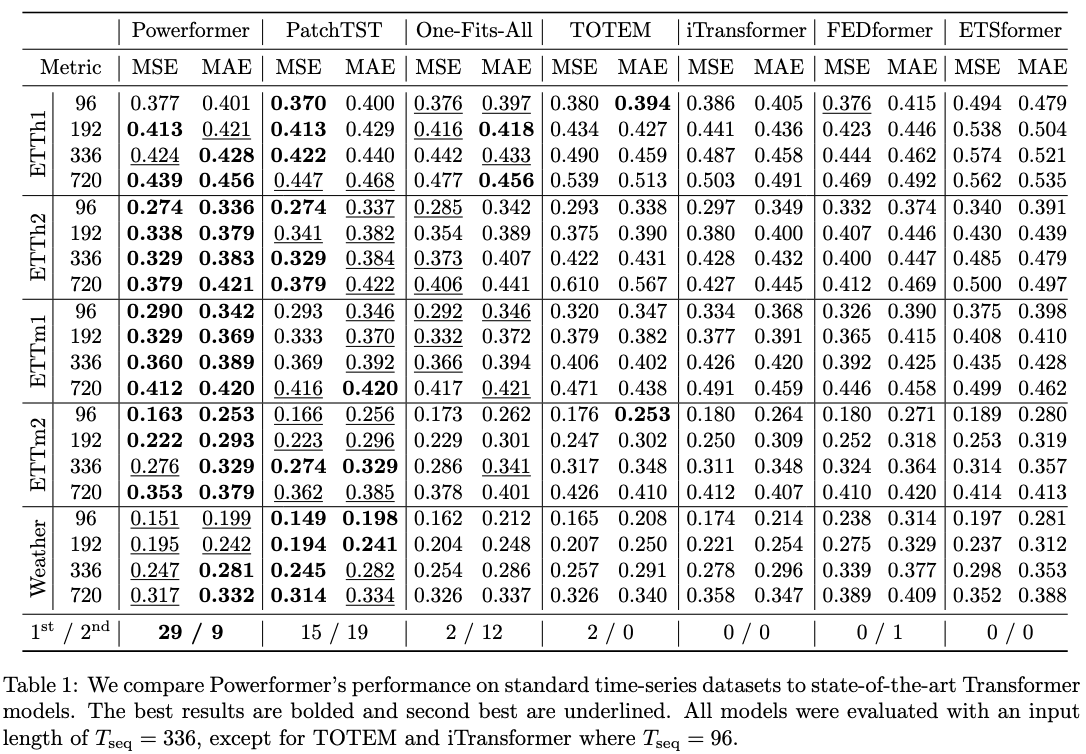 Powerformer PatchTST One-Fits-All TOTEM iTransformer FEDformer ETSformer
Metric MSE MAE MSE MAE MSE MAE MSE MAE MSE MAE MSE MAE MSE MAE
ETTh1
96 0.377 0.401 0.370 0.400 0.376 0.397 0.380 0.394 0.386 0.405 0.376 0.415 0.494 0.479
192 0.413 0.421 0.413 0.429 0.416 0.418 0.434 0.427 0.441 0.436 0.423 0.446 0.538 0.504
336 0.424 0.428 0.422 0.440 0.442 0.433 0.490 0.459 0.487 0.458 0.444 0.462 0.574 0.521
720 0.439 0.456 0.447 0.468 0.477 0.456 0.539 0.513 0.503 0.491 0.469 0.492 0.562 0.535
ETTh2
96 0.274 0.336 0.274 0.337 0.285 0.342 0.293 0.338 0.297 0.349 0.332 0.374 0.340 0.391
192 0.338 0.379 0.341 0.382 0.354 0.389 0.375 0.390 0.380 0.400 0.407 0.446 0.430 0.439
336 0.329 0.383 0.329 0.384 0.373 0.407 0.422 0.431 0.428 0.432 0.400 0.447 0.485 0.479
720 0.379 0.421 0.379 0.422 0.406 0.441 0.610 0.567 0.427 0.445 0.412 0.469 0.500 0.497
ETTm1
96 0.290 0.342 0.293 0.346 0.292 0.346 0.320 0.347 0.334 0.368 0.326 0.390 0.375 0.398
192 0.329 0.369 0.333 0.370 0.332 0.372 0.379 0.382 0.377 0.391 0.365 0.415 0.408 0.410
336 0.360 0.389 0.369 0.392 0.366 0.394 0.406 0.402 0.426 0.420 0.392 0.425 0.435 0.428
720 0.412 0.420 0.416 0.420 0.417 0.421 0.471 0.438 0.491 0.459 0.446 0.458 0.499 0.462
ETTm2
96 0.163 0.253 0.166 0.256 0.173 0.262 0.176 0.253 0.180 0.264 0.180 0.271 0.189 0.280
192 0.222 0.293 0.223 0.296 0.229 0.301 0.247 0.302 0.250 0.309 0.252 0.318 0.253 0.319
336 0.276 0.329 0.274 0.329 0.286 0.341 0.317 0.348 0.311 0.348 0.324 0.364 0.314 0.357
720 0.353 0.379 0.362 0.385 0.378 0.401 0.426 0.410 0.412 0.407 0.410 0.420 0.414 0.413
Weather
96 0.151 0.199 0.149 0.198 0.162 0.212 0.165 0.208 0.174 0.214 0.238 0.314 0.197 0.281
192 0.195 0.242 0.194 0.241 0.204 0.248 0.207 0.250 0.221 0.254 0.275 0.329 0.237 0.312
336 0.247 0.281 0.245 0.282 0.254 0.286 0.257 0.291 0.278 0.296 0.339 0.377 0.298 0.353
720 0.317 0.332 0.314 0.334 0.326 0.337 0.326 0.340 0.358 0.347 0.389 0.409 0.352 0.388
1st / 2nd 29 / 9 15 / 19 2 / 12 2 / 0 0 / 0 0 / 1 0 / 0
Table 1: We compare Powerformer's performance on standard time-series datasets to state-of-the-art Transformer
models. The best results are bolded and second best are underlined. All models were evaluated with an input
length of Tseq = 336, except for TOTEM and iTransformer where Tseq = 96.